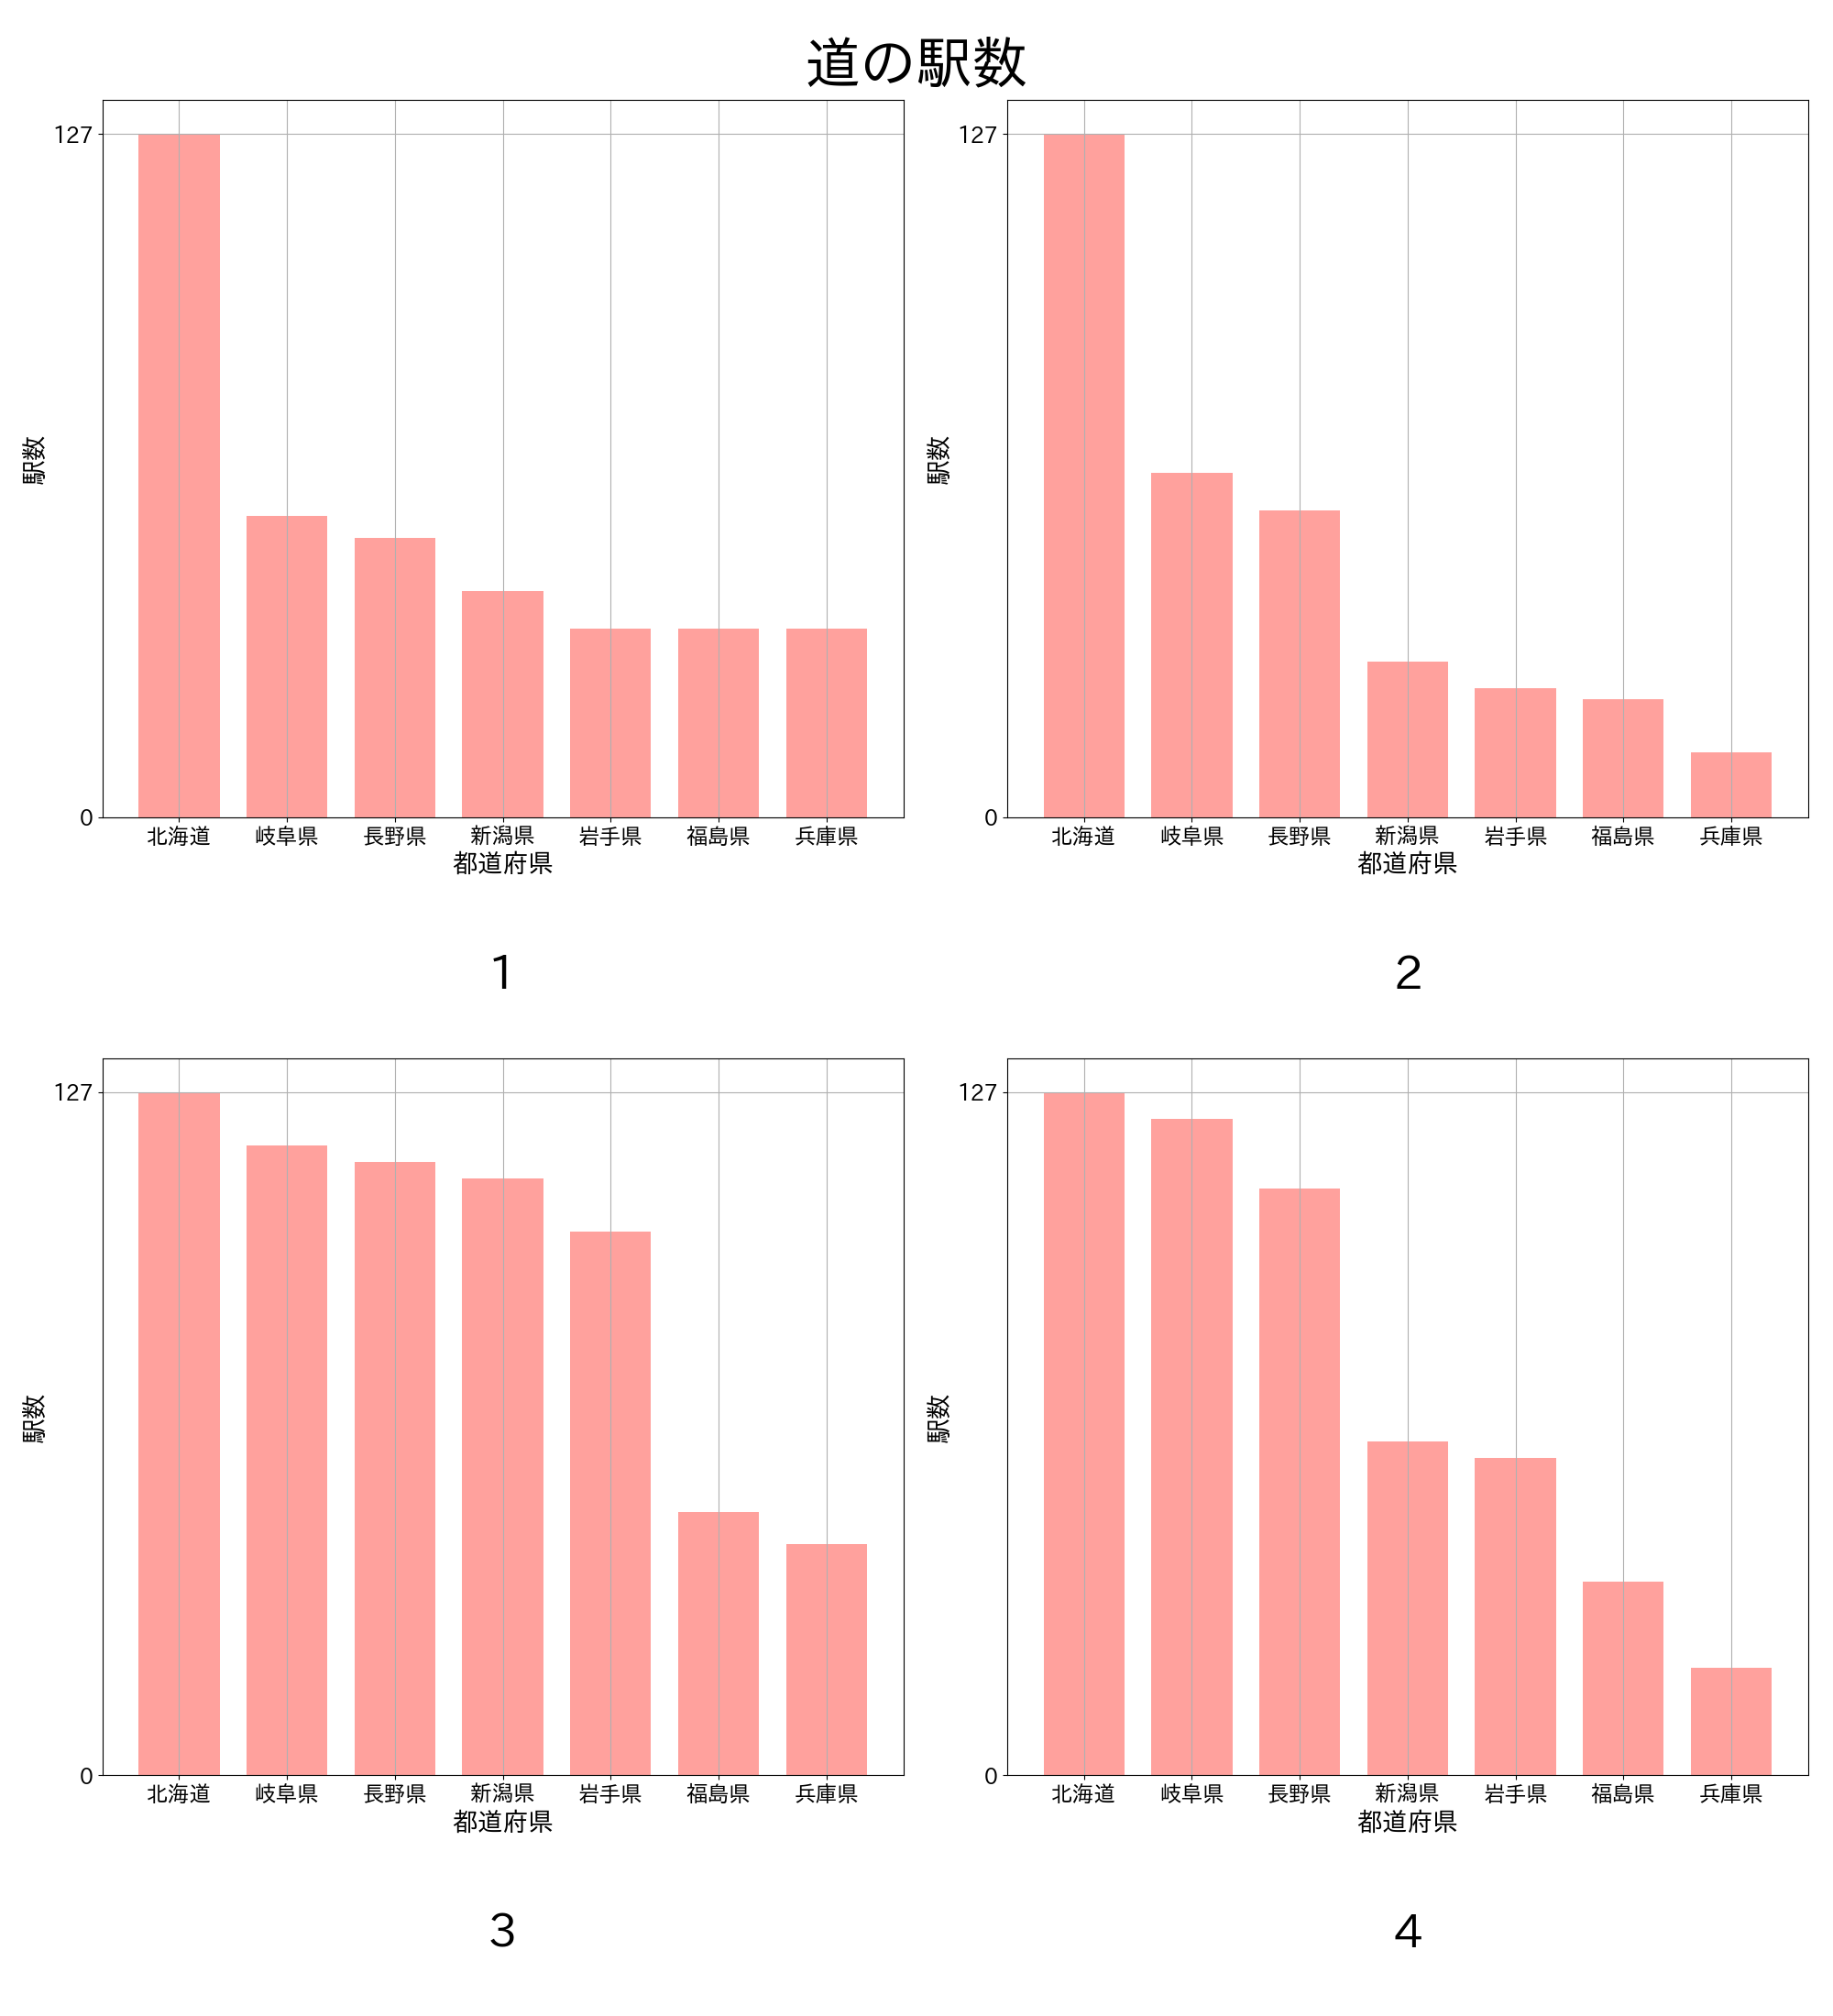 道の駅数
127
0
駅数
北海道 岐阜県 長野県 新潟県 岩手県 福島県 兵庫県
都道府県
1
127
0
駅数
北海道 岐阜県 長野県 新潟県 岩手県 福島県 兵庫県
都道府県
2
127
0
駅数
北海道 岐阜県 長野県 新潟県 岩手県 福島県 兵庫県
都道府県
3
127
0
駅数
北海道 岐阜県 長野県 新潟県 岩手県 福島県 兵庫県
都道府県
4